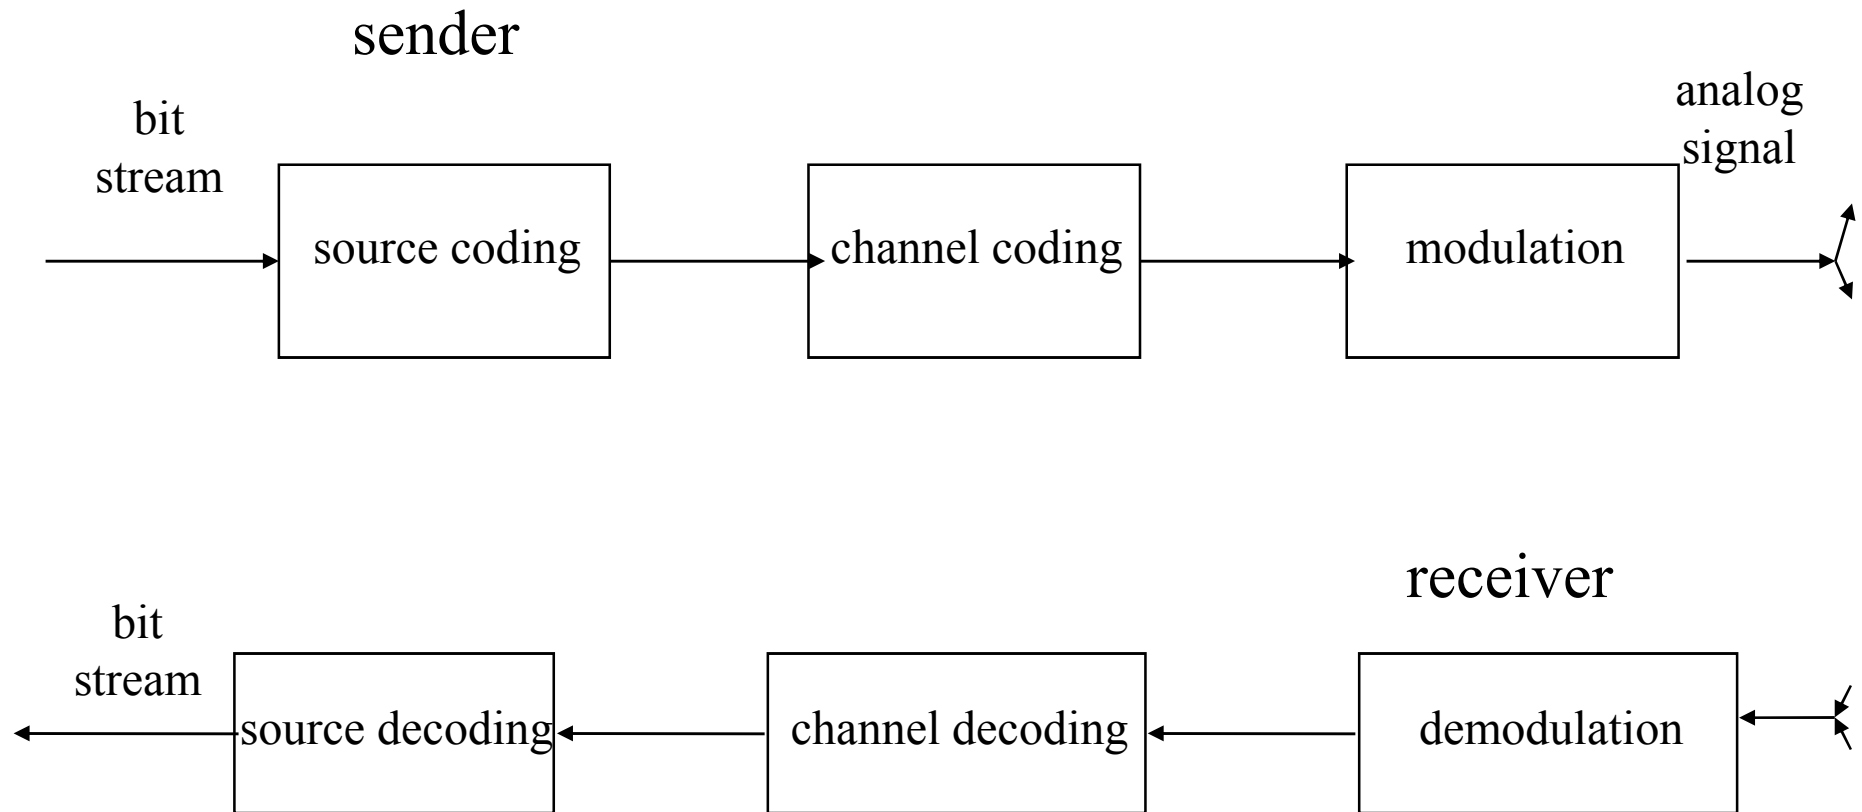 sender
bit
stream
analog
signal
source coding
channel coding
modulation
receiver
bit
stream
source decoding
channel decoding
demodulation